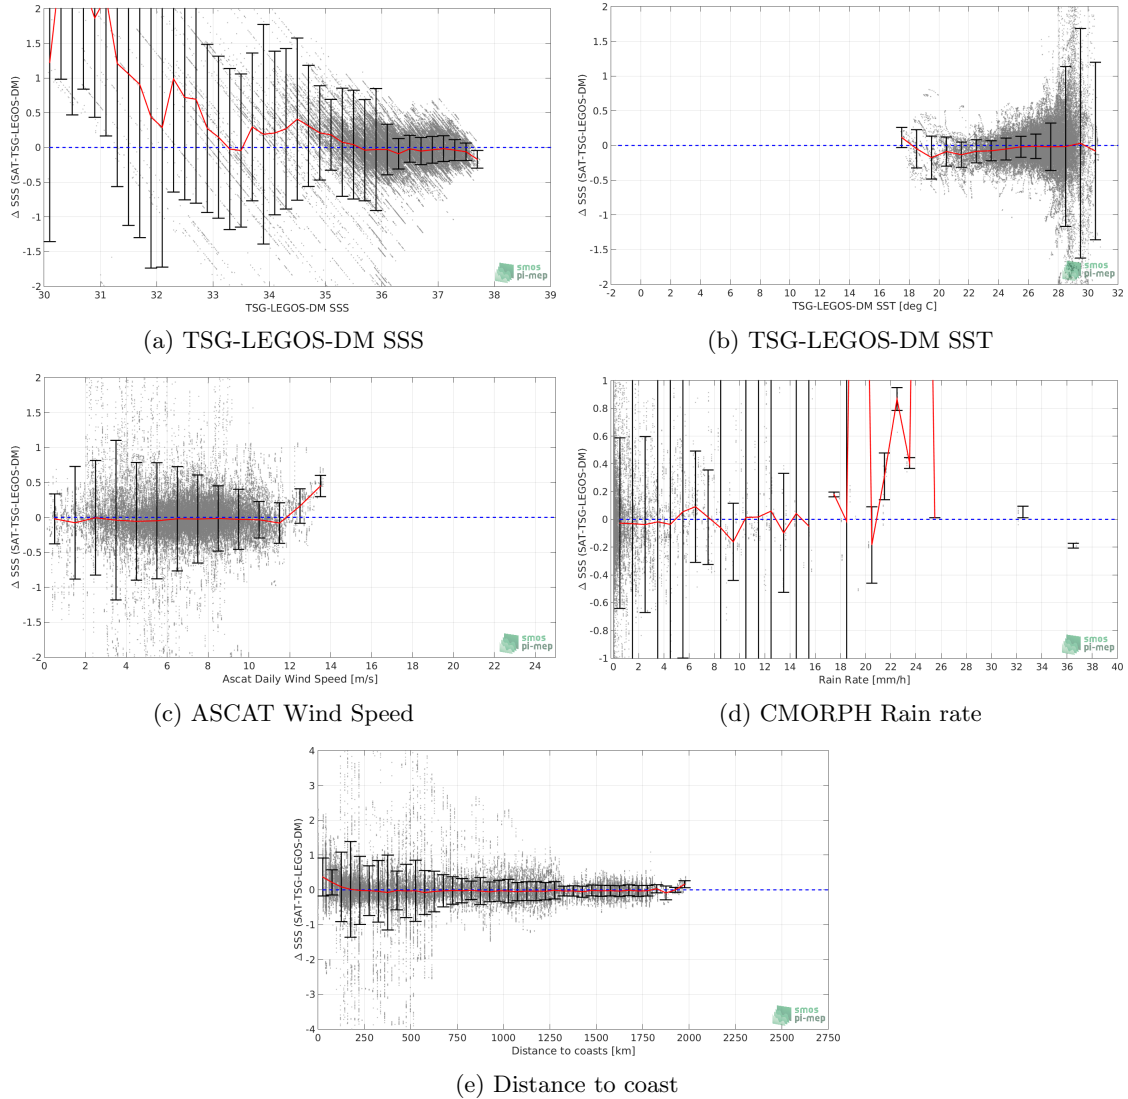 2
1.5
1
0.5
0
-0.5
-1
-1.5
-2
Δ SSS (SAT-TSG-LEGOS-DM)
30 31 32 33 34 35 36 37 38 39
TSG-LEGOS-DM SSS
smos
pi-mep
(a) TSG-LEGOS-DM SSS
2
1.5
1
0.5
0
-0.5
-1
-1.5
-2
Δ SSS (SAT-TSG-LEGOS-DM)
-2 0 2 4 6 8 10 12 14 16 18 20 22 24 26 28 30 32
TSG-LEGOS-DM SST [deg C]
smos
pi-mep
(b) TSG-LEGOS-DM SST
2
1.5
1
0.5
0
-0.5
-1
-1.5
-2
Δ SSS (SAT-TSG-LEGOS-DM)
0 2 4 6 8 10 12 14 16 18 20 22 24
Ascat Daily Wind Speed [m/s]
smos
pi-mep
(c) ASCAT Wind Speed
1
0.8
0.6
0.4
0.2
0
-0.2
-0.4
-0.6
-0.8
-1
Δ SSS (SAT-TSG-LEGOS-DM)
0 2 4 6 8 10 12 14 16 18 20 22 24 26 28 30 32 34 36 38 40
Rain Rate [mm/h]
smos
pi-mep
(d) CMORPH Rain rate
4
3
2
1
0
-1
-2
-3
-4
Δ SSS (SAT-TSG-LEGOS-DM)
0 250 500 750 1000 1250 1500 1750 2000 2250 2500 2750
Distance to coasts [km]
smos
pi-mep
(e) Distance to coast